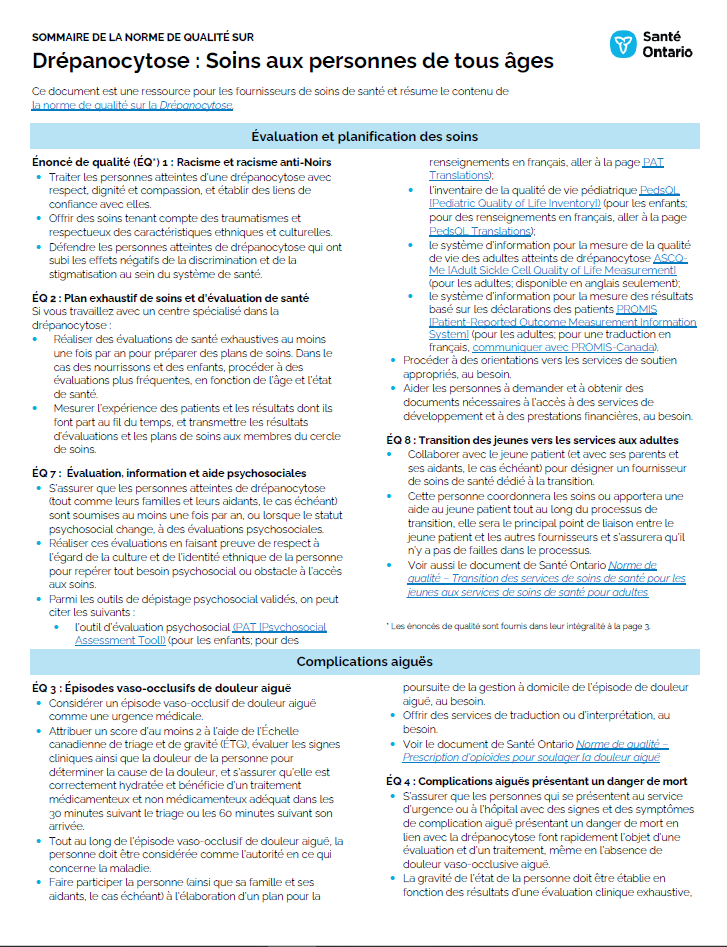 SOMMAIRE DE LA NORME DE QUALITÉ SUR
Drépanocytose : Soins aux personnes de tous âges
Santé
Ontario
Ce document est une ressource pour les fournisseurs de soins de santé et résume le contenu de
la norme de qualité sur la Drépanocytose.
Évaluation et planification des soins
Énoncé de qualité (ÉQ*) 1 : Racisme et racisme anti-Noirs
• Traiter les personnes atteintes d'une drépanocytose avec
respect, dignité et compassion, et établir des liens de
confiance avec elles.
• Offrir des soins tenant compte des traumatismes et
respectueux des caractéristiques ethniques et culturelles.
• Défendre les personnes atteintes de drépanocytose qui ont
subi les effets négatifs de la discrimination et de la
stigmatisation au sein du système de santé.
ÉQ 2 : Plan exhaustif de soins et d'évaluation de santé
Si vous travaillez avec un centre spécialisé dans la
drépanocytose :
• Réaliser des évaluations de santé exhaustives au moins
une fois par an pour préparer des plans de soins. Dans le
cas des nourrissons et des enfants, procéder à des
évaluations plus fréquentes, en fonction de l'âge et l'état
de santé.
• Mesurer l'expérience des patients et les résultats dont ils
font part au fil du temps, et transmettre les résultats
d'évaluations et les plans de soins aux membres du cercle
de soins.
ÉQ 7 : Évaluation, information et aide psychosociales
• S'assurer que les personnes atteintes de drépanocytose
(tout comme leurs familles et leurs aidants, le cas échéant)
sont soumises au moins une fois par an, ou lorsque le statut
psychosocial change, à des évaluations psychosociales.
• Réaliser ces évaluations en faisant preuve de respect à
l'égard de la culture et de l'identité ethnique de la personne
pour repérer tout besoin psychosocial ou obstacle à l'accès
aux soins.
• Parmi les outils de dépistage psychosocial validés, on peut
citer les suivants :
• l'outil d'évaluation psychosocial (PAT [Psychosocial
Assessment Tool]) (pour les enfants; pour des
renseignements en français, aller à la page PAT
Translations);
• l'inventaire de la qualité de vie pédiatrique PedsQL
[Pediatric Quality of Life Inventory]) (pour les enfants;
pour des renseignements en français, aller à la page
PedsQL Translations);
• le système d'information pour la mesure de la qualité
de vie des adultes atteints de drépanocytose ASCQ-
Me [Adult Sickle Cell Quality of Life Measurement]
(pour les adultes; disponible en anglais seulement);
• le système d'information pour la mesure des résultats
basé sur les déclarations des patients PROMIS
[Patient-Reported Outcome Measurement Information
System] (pour les adultes; pour une traduction en
français, communiquer avec PROMIS-Canada).
• Procéder à des orientations vers les services de soutien
appropriés, au besoin.
• Aider les personnes à demander et à obtenir des
documents nécessaires à l'accès à des services de
développement et à des prestations financières, au besoin.
ÉQ 8 : Transition des jeunes vers les services aux adultes
• Collaborer avec le jeune patient (et avec ses parents et
ses aidants, le cas échéant) pour désigner un fournisseur
de soins de santé dédié à la transition.
• Cette personne coordonnera les soins ou apportera une
aide au jeune patient tout au long du processus de
transition, elle sera le principal point de liaison entre le
jeune patient et les autres fournisseurs et s'assurera qu'il
n'y a pas de failles dans le processus.
• Voir aussi le document de Santé Ontario Norme de
qualité – Transition des services de soins de santé pour les
jeunes aux services de soins de santé pour adultes
* Les énoncés de qualité sont fournis dans leur intégralité à la page 3.
Complications aiguës
ÉQ 3 : Épisodes vaso-occlusifs de douleur aiguë
• Considérer un épisode vaso-occlusif de douleur aiguë
comme une urgence médicale.
• Attribuer un score d'au moins 2 à l'aide de l'Échelle
canadienne de triage et de gravité (ÉTG), évaluer les signes
cliniques ainsi que la douleur de la personne pour
déterminer la cause de la douleur, et s'assurer qu'elle est
correctement hydratée et bénéficie d'un traitement
médicamenteux et non médicamenteux adéquat dans les
30 minutes suivant le triage ou les 60 minutes suivant son
arrivée.
• Tout au long de l'épisode vaso-occlusif de douleur aiguë, la
personne doit être considérée comme l'autorité en ce qui
concerne la maladie.
• Faire participer la personne (ainsi que sa famille et ses
aidants, le cas échéant) à l'élaboration d'un plan pour la
poursuite de la gestion à domicile de l'épisode de douleur
aiguë, au besoin.
• Offrir des services de traduction ou d'interprétation, au
besoin.
• Voir le document de Santé Ontario Norme de qualité –
Prescription d'opioïdes pour soulager la douleur aiguë
ÉQ 4 : Complications aiguës présentant un danger de mort
• S'assurer que les personnes qui se présentent au service
d'urgence ou à l'hôpital avec des signes et des symptômes
de complication aiguë présentant un danger de mort en
lien avec la drépanocytose font rapidement l'objet d'une
évaluation et d'un traitement, même en l'absence de
douleur vaso-occlusive aiguë.
• La gravité de l'état de la personne doit être établie en
fonction des résultats d'une évaluation clinique exhaustive,